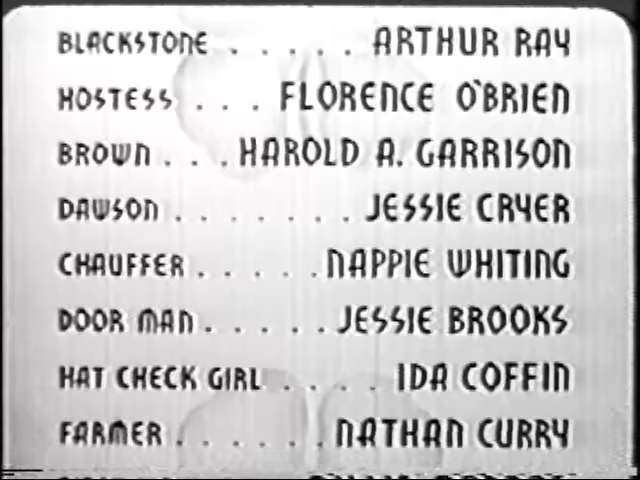 BLACKSTONE . . . . . ARTHUR RAY
HOSTESS . . . FLORENCE O'BRIEN
BROWN . . . HAROLD A. GARRISON
DAWSON . . . . . . . JESSIE CRYER
CHAUFFER . . . . . NAPPIE WHITING
DOOR MAN . . . . . JESSIE BROOKS
HAT CHECK GIRL . . . . IDA COFFIN
FARMER . . . . . . NATHAN CURRY